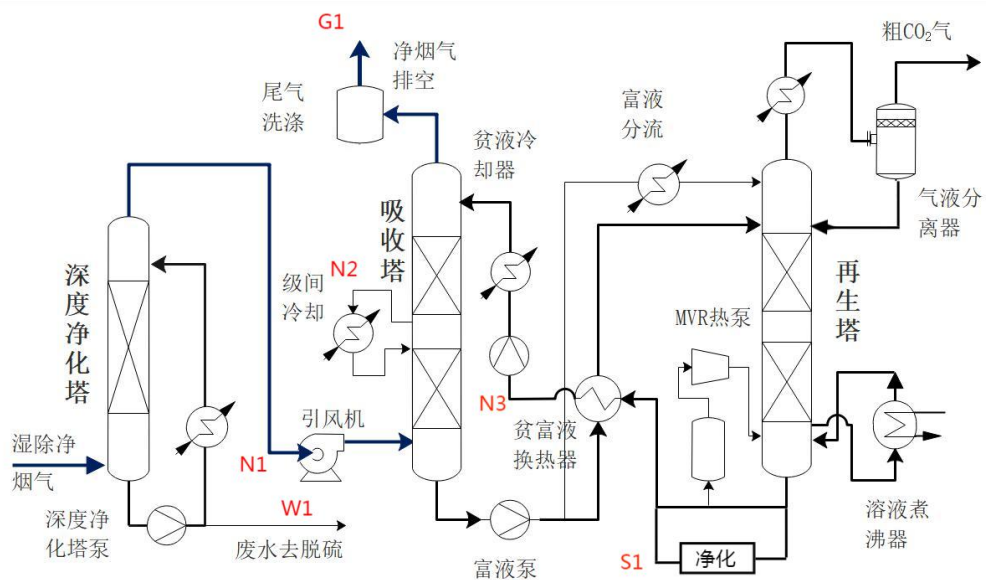 G1
净烟气
排空
尾气
洗涤
粗CO₂气
富液
分流
贫液冷
却器
吸收塔
气液分
离器
深度净化塔
N2
级间
冷却
再生塔
MVR热泵
N3
引风机
贫富液
换热器
湿除净
烟气
N1
W1
深度净
化塔泵
废水去脱硫
富液泵
S1
净化
溶液煮
沸器